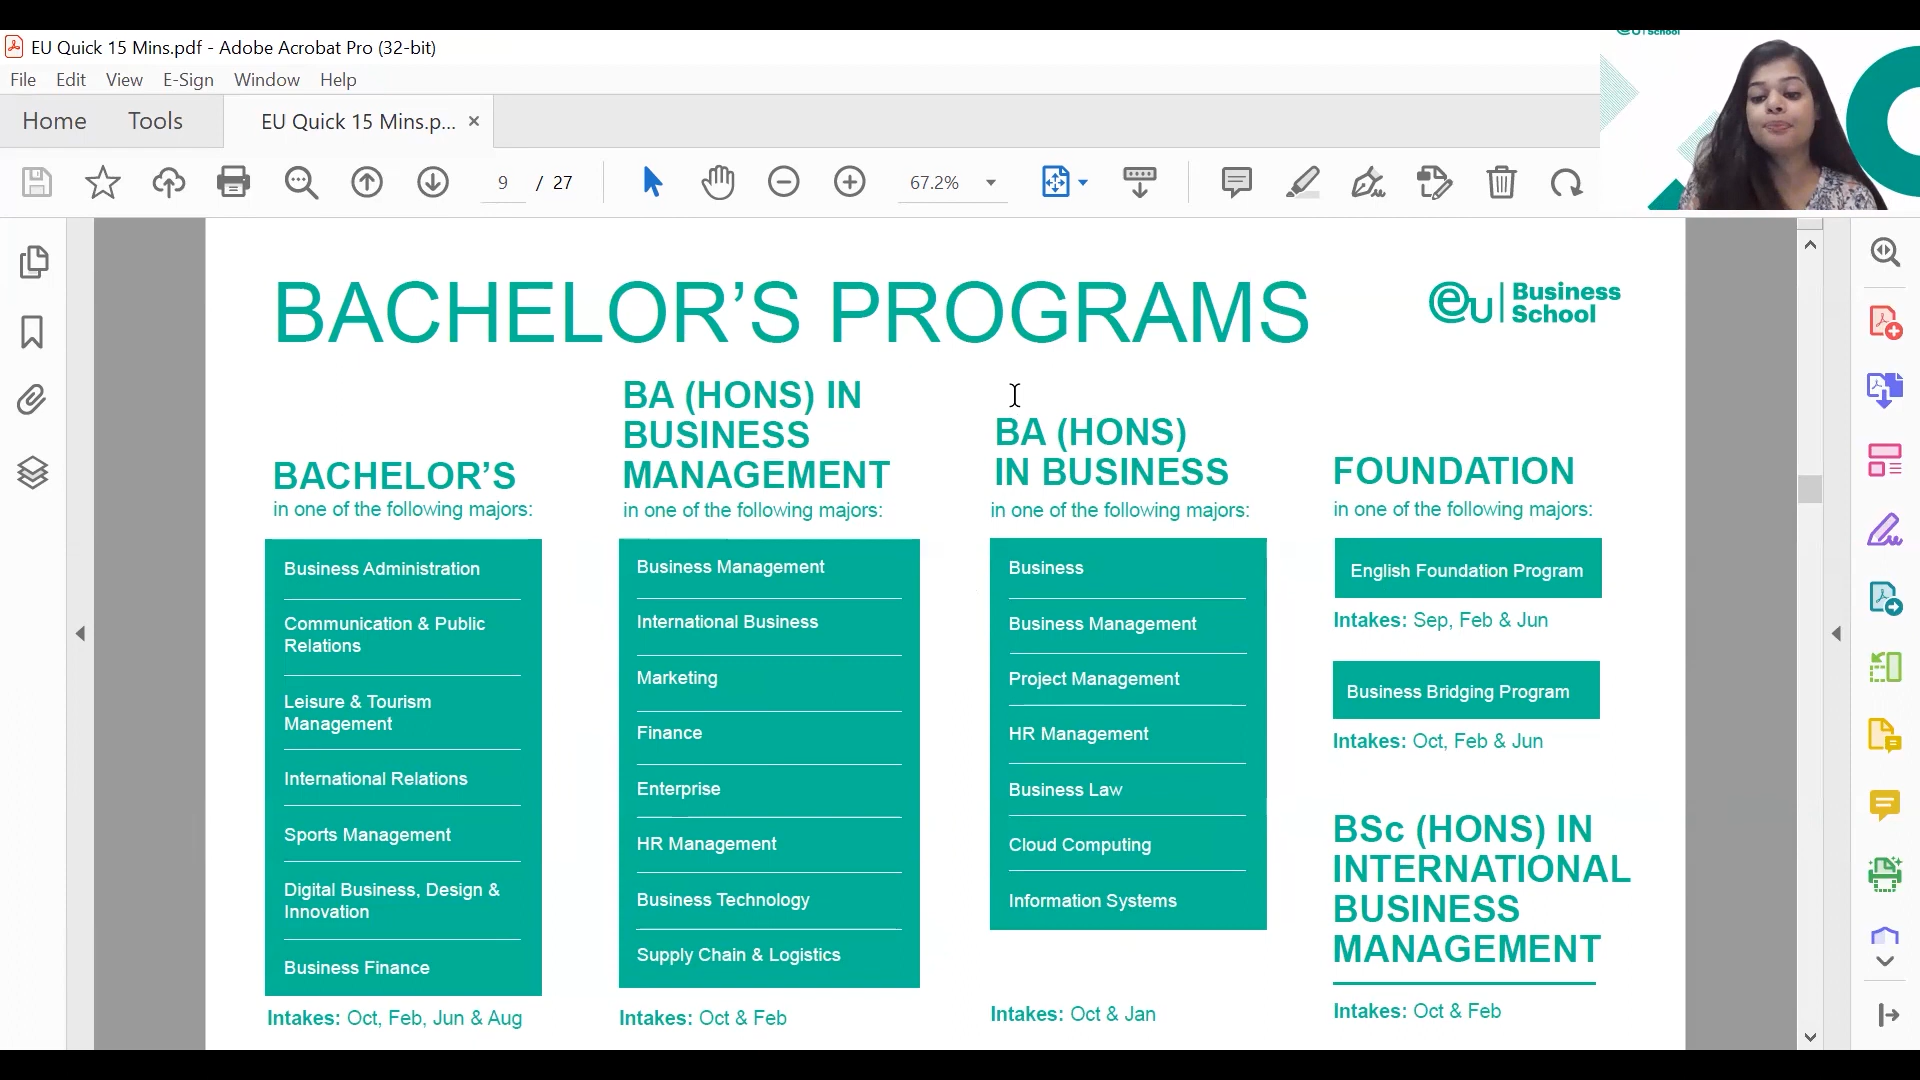 EU Quick 15 Mins.pdf - Adobe Acrobat Pro (32-bit)
File Edit View E-Sign Window Help
Home Tools EU Quick 15 Mins.p... ×
9 / 27 67.2%
BACHELOR’S PROGRAMS
eu | Business
School
BACHELOR’S
in one of the following majors:
Business Administration
Communication & Public
Relations
Leisure & Tourism
Management
International Relations
Sports Management
Digital Business, Design &
Innovation
Business Finance
Intakes: Oct, Feb, Jun & Aug
BA (HONS) IN
BUSINESS
MANAGEMENT
in one of the following majors:
Business Management
International Business
Marketing
Finance
Enterprise
HR Management
Business Technology
Supply Chain & Logistics
Intakes: Oct & Feb
BA (HONS)
IN BUSINESS
in one of the following majors:
Business
Business Management
Project Management
HR Management
Business Law
Cloud Computing
Information Systems
Intakes: Oct & Jan
FOUNDATION
in one of the following majors:
English Foundation Program
Intakes: Sep, Feb & Jun
Business Bridging Program
Intakes: Oct, Feb & Jun
BSc (HONS) IN
INTERNATIONAL
BUSINESS
MANAGEMENT
Intakes: Oct & Feb